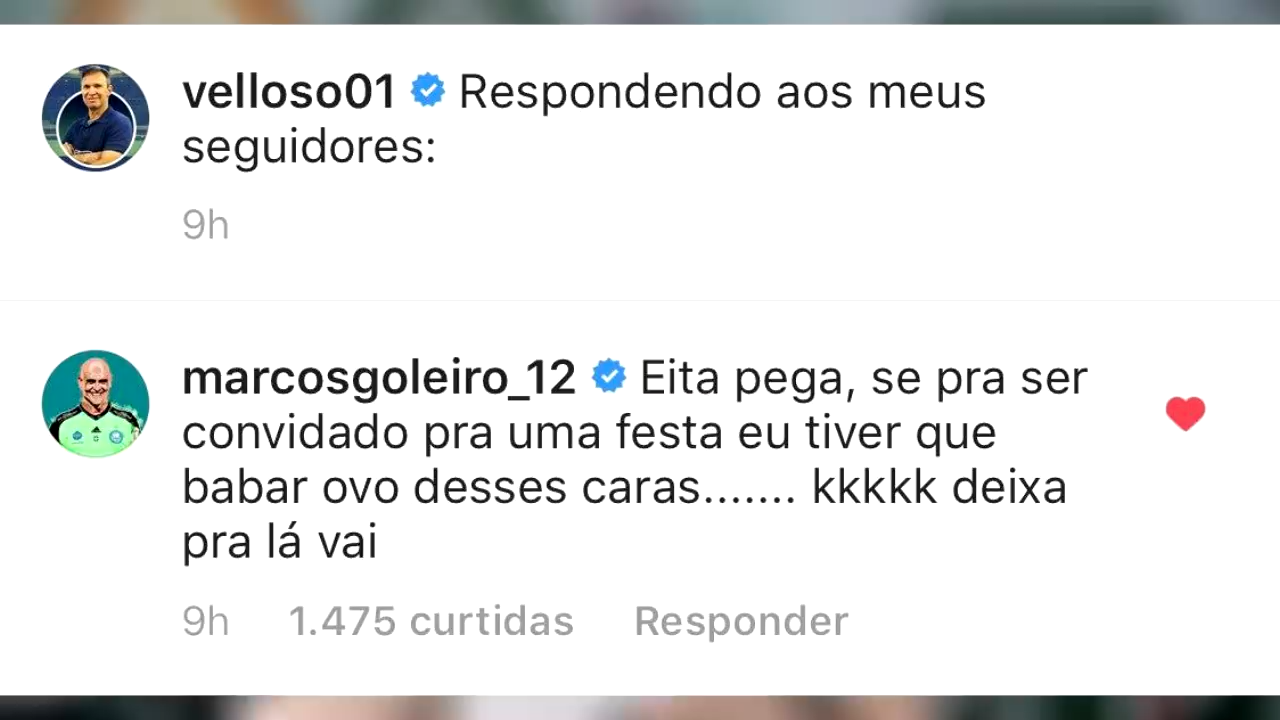 velloso01 Respondendo aos meus
seguidores:
9h
marcosgoleiro_12 Eita pega, se pra ser
convidado pra uma festa eu tiver que
babar ovo desses caras....... kkkkk deixa
pra lá vai
9h 1.475 curtidas Responder